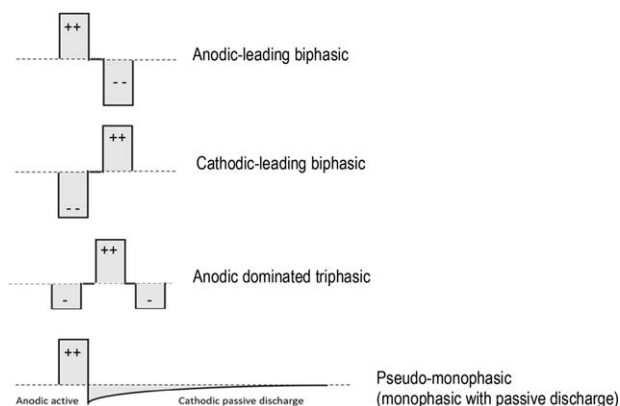 ++
Anodic-leading biphasic
- -
++
Cathodic-leading biphasic
- -
++
Anodic dominated triphasic
- -
++
Pseudo-monophasic
(monophasic with passive discharge)
Anodic active Cathodic passive discharge